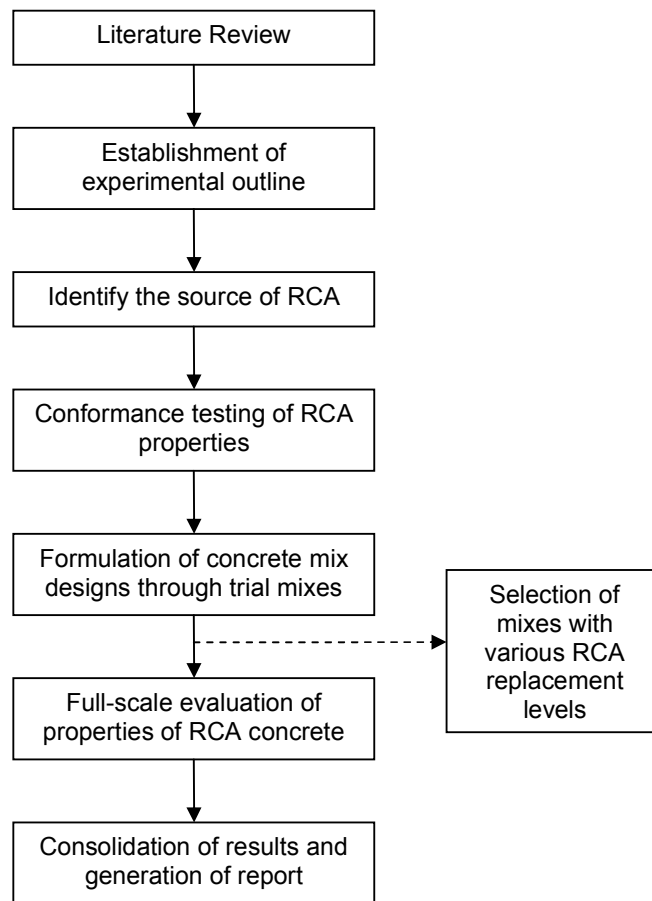 Literature Review
Establishment of
experimental outline
Identify the source of RCA
Conformance testing of RCA
properties
Formulation of concrete mix
designs through trial mixes
Selection of
mixes with
various RCA
replacement
levels
Full-scale evaluation of
properties of RCA concrete
Consolidation of results and
generation of report